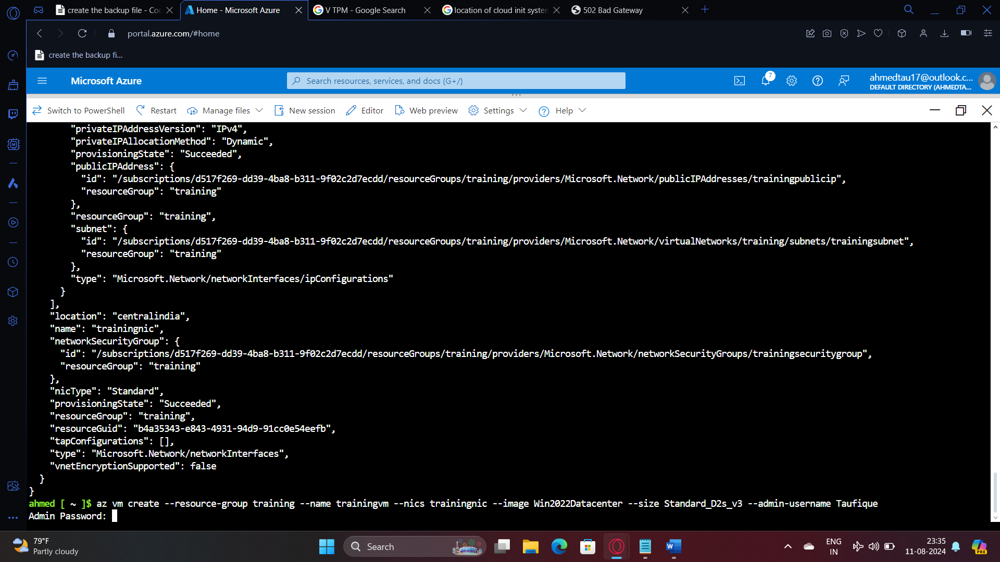 create the backup file - Coc
Home - Microsoft Azure
V TPM - Google Search
location of cloud init system
502 Bad Gateway
portal.azure.com/#home
create the backup fi...
Microsoft Azure
Search resources, services, and docs (G+/)
7
ahmedtau17@outlook.c...
DEFAULT DIRECTORY (AHMEDTA...
Switch to PowerShell
Restart
Manage files
New session
Editor
Web preview
Settings
Help
"privateIPAddressVersion": "IPv4",
"privateIPAllocationMethod": "Dynamic",
"provisioningState": "Succeeded",
"publicIPAddress": {
"id": "/subscriptions/d517f269-dd39-4ba8-b311-9f02c2d7ecdd/resourceGroups/training/providers/Microsoft.Network/publicIPAddresses/trainingpublicip",
"resourceGroup": "training"
},
"resourceGroup": "training",
"subnet": {
"id": "/subscriptions/d517f269-dd39-4ba8-b311-9f02c2d7ecdd/resourceGroups/training/providers/Microsoft.Network/virtualNetworks/training/subnets/trainingsubnet",
"resourceGroup": "training"
},
"type": "Microsoft.Network/networkInterfaces/ipConfigurations"
}
],
"location": "centralindia",
"name": "trainingnic",
"networkSecurityGroup": {
"id": "/subscriptions/d517f269-dd39-4ba8-b311-9f02c2d7ecdd/resourceGroups/training/providers/Microsoft.Network/networkSecurityGroups/trainingsecuritygroup",
"resourceGroup": "training"
},
"nicType": "Standard",
"provisioningState": "Succeeded",
"resourceGroup": "training",
"resourceGuid": "b4a35343-e843-4931-94d9-91cc0e54eefb",
"tapConfigurations": [],
"type": "Microsoft.Network/networkInterfaces",
"vnetEncryptionSupported": false
}
}
ahmed [ ~ ]$ az vm create --resource-group training --name trainingvm --nics trainingnic --image Win2022Datacenter --size Standard_D2s_v3 --admin-username Taufique
Admin Password:
79°F
Partly cloudy
Search
ENG
IN
23:35
11-08-2024
PRE